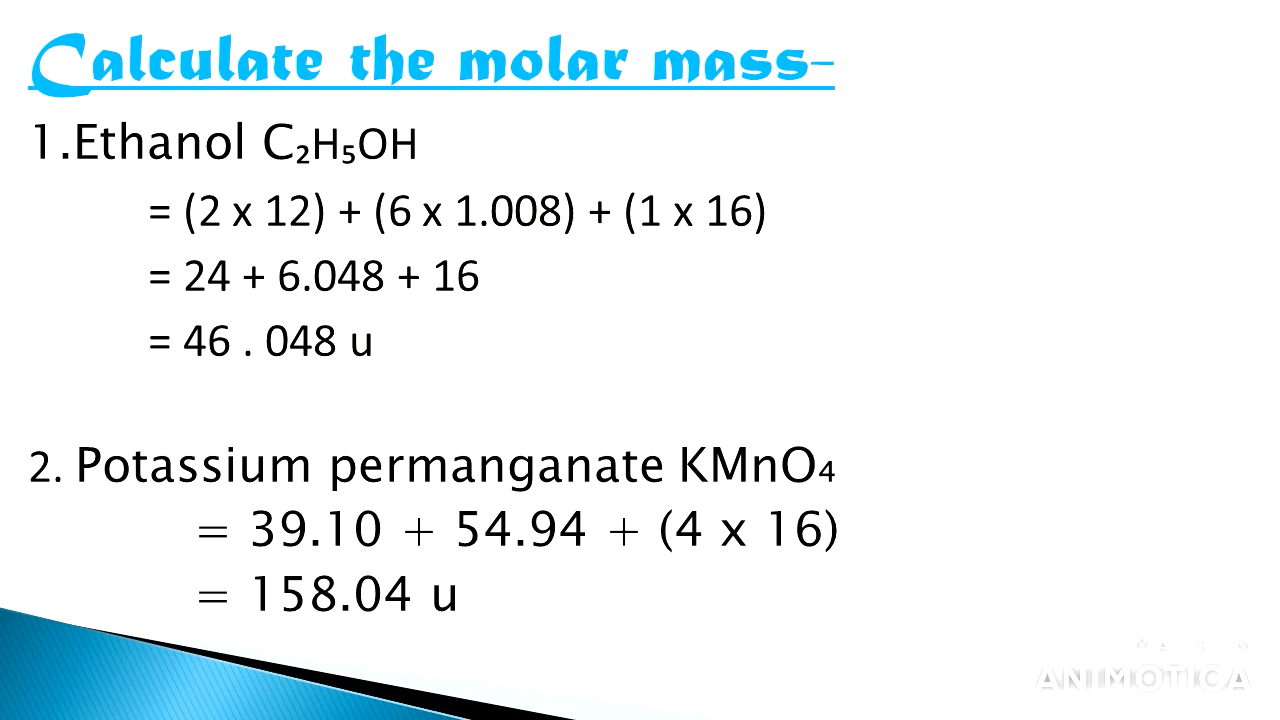 Calculate the molar mass-
1.Ethanol C₂H₅OH
= (2 x 12) + (6 x 1.008) + (1 x 16)
= 24 + 6.048 + 16
= 46 . 048 u
2. Potassium permanganate KMnO₄
= 39.10 + 54.94 + (4 x 16)
= 158.04 u
ANIMOTICA